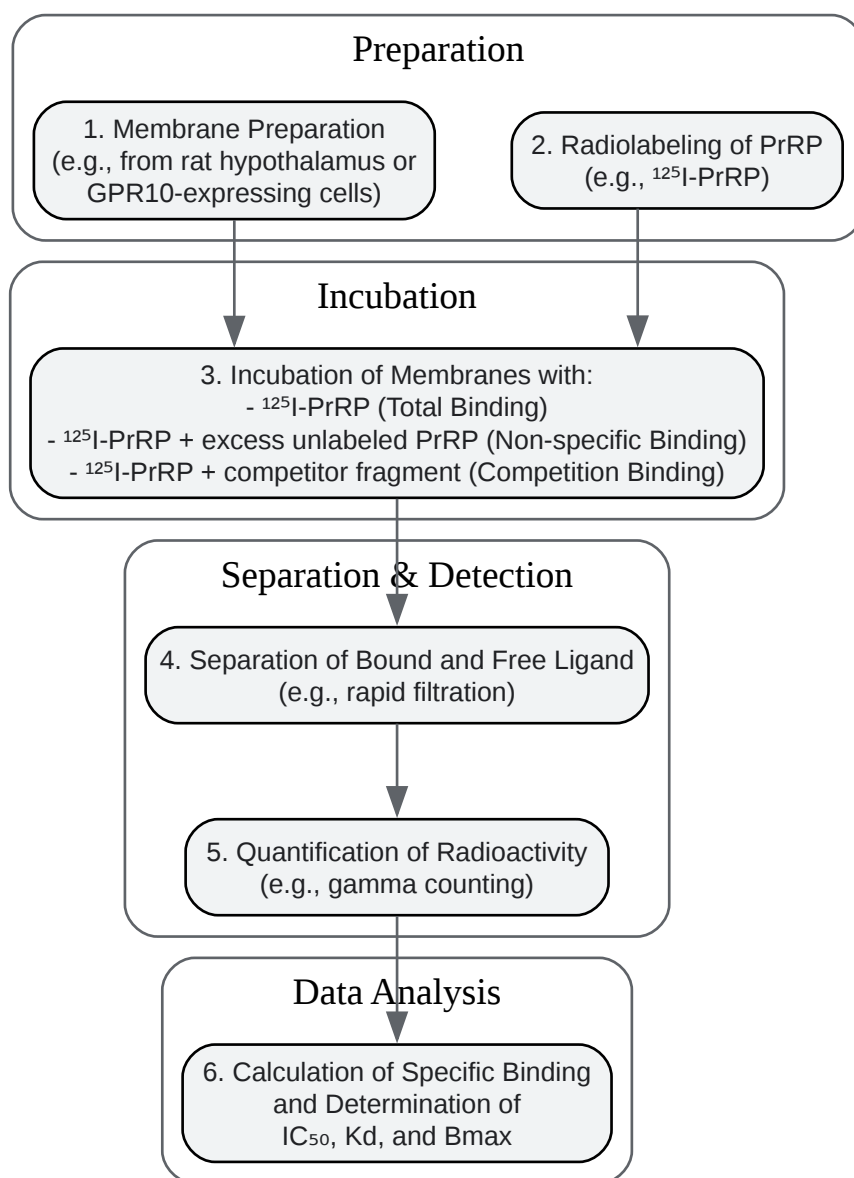 Preparation
1. Membrane Preparation
(e.g., from rat hypothalamus or
GPR10-expressing cells)
2. Radiolabeling of PrRP
(e.g., ¹²⁵I-PrRP)
Incubation
3. Incubation of Membranes with:
- ¹²⁵I-PrRP (Total Binding)
- ¹²⁵I-PrRP + excess unlabeled PrRP (Non-specific Binding)
- ¹²⁵I-PrRP + competitor fragment (Competition Binding)
Separation & Detection
4. Separation of Bound and Free Ligand
(e.g., rapid filtration)
5. Quantification of Radioactivity
(e.g., gamma counting)
Data Analysis
6. Calculation of Specific Binding
and Determination of
IC₅₀, Kd, and Bmax